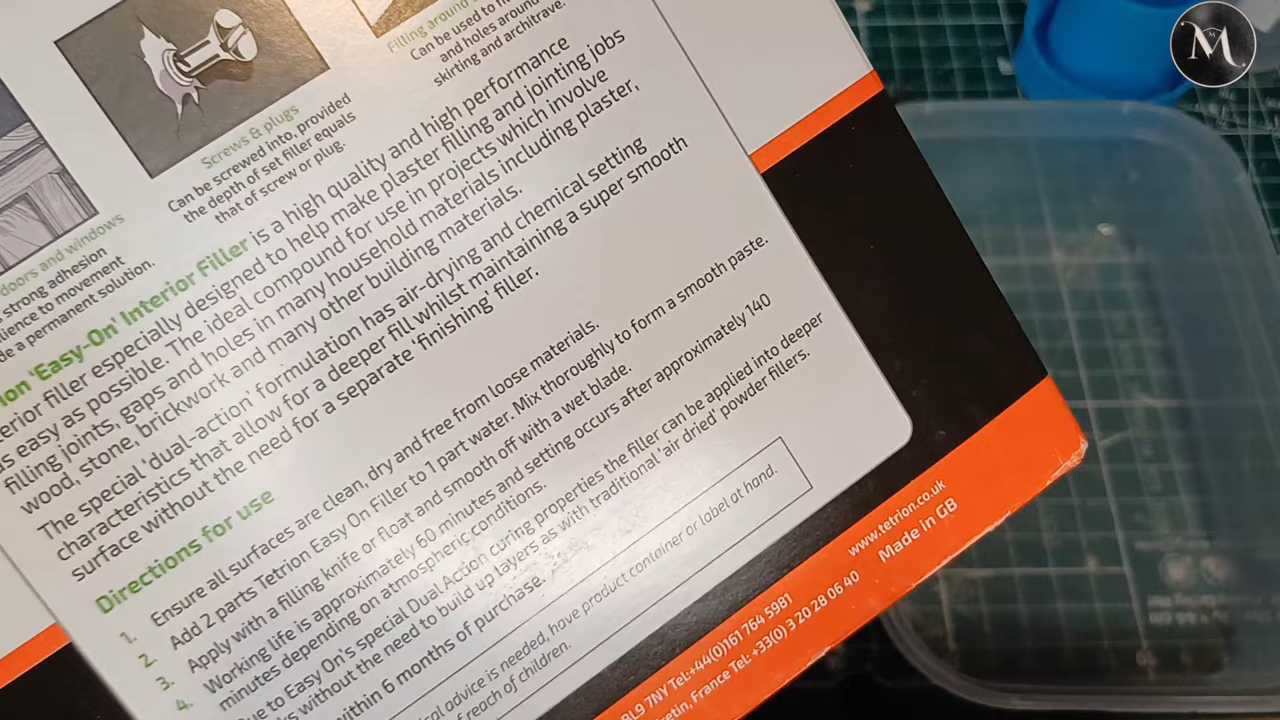 M
Filling around
Can be used to
and holes around
skirting and architrave.
Screws & plugs
Can be screwed into, provided
the depth of set filler equals
that of screw or plug.
doors and windows
strong adhesion
to movement
a permanent solution.
'Easy-On' Interior Filler is a high quality and high performance
filler especially designed to help make plaster filling and jointing jobs
as easy as possible. The ideal compound for use in projects which involve
filling joints, gaps and holes in many household materials including plaster,
wood, stone, brickwork and many other building materials.
The special 'dual-action' formulation has air-drying and chemical setting
characteristics that allow for a deeper fill whilst maintaining a super smooth
surface without the need for a separate 'finishing' filler.
Directions for use
1. Ensure all surfaces are clean, dry and free from loose materials.
2. Add 2 parts Tetrion Easy On Filler to 1 part water. Mix thoroughly to form a smooth paste.
3. Apply with a filling knife or float and smooth off with a wet blade.
4. Working life is approximately 60 minutes and setting occurs after approximately 140
minutes depending on atmospheric conditions.
to Easy On's special Dual Action curing properties the filler can be applied into deeper
without the need to build up layers as with traditional 'air dried' powder fillers.
within 6 months of purchase.
advice is needed, have product container or label at hand.
reach of children.
BL9 7NY Tel:+44(0)161 764 5981
France Tel: +33(0) 3 20 28 06 40
www.tetrion.co.uk
Made in GB